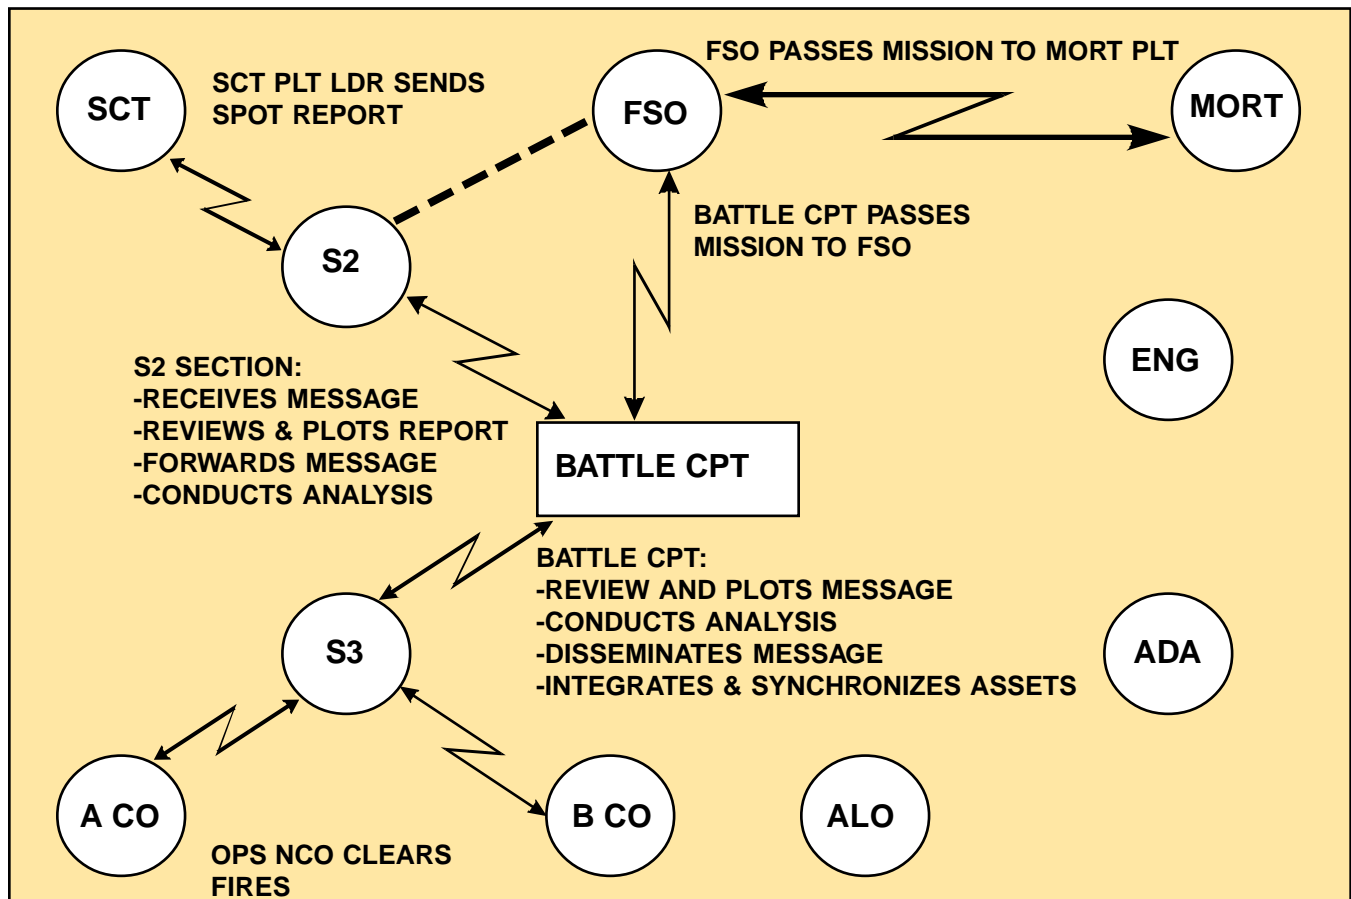 FSO PASSES MISSION TO MORT PLT
SCT
SCT PLT LDR SENDS
SPOT REPORT
FSO
MORT
BATTLE CPT PASSES
MISSION TO FSO
S2
S2 SECTION:
-RECEIVES MESSAGE
-REVIEWS & PLOTS REPORT
-FORWARDS MESSAGE
-CONDUCTS ANALYSIS
ENG
BATTLE CPT
BATTLE CPT:
-REVIEW AND PLOTS MESSAGE
-CONDUCTS ANALYSIS
-DISSEMINATES MESSAGE
-INTEGRATES & SYNCHRONIZES ASSETS
S3
ADA
A CO
OPS NCO CLEARS
FIRES
B CO
ALO